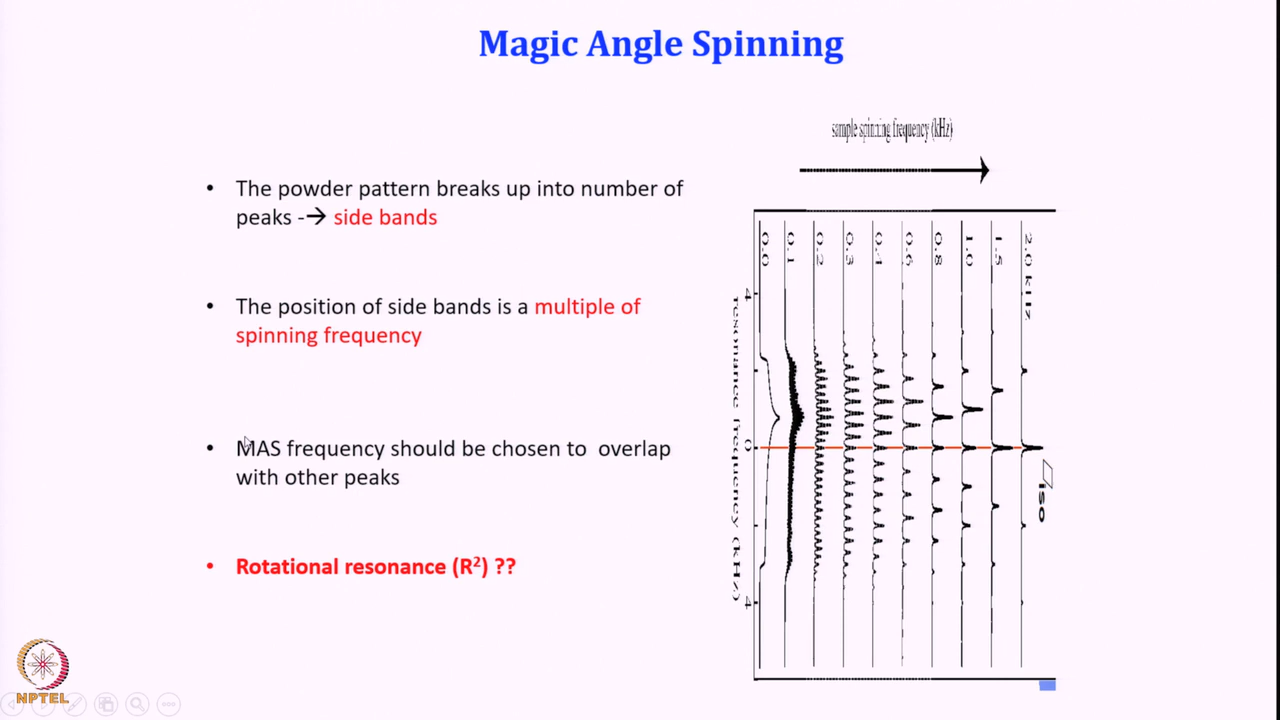 Magic Angle Spinning
• The powder pattern breaks up into number of
peaks -→ side bands
• The position of side bands is a multiple of
spinning frequency
• MAS frequency should be chosen to overlap
with other peaks
• Rotational resonance (R²) ??
sample spinning frequency (kHz)
0.0 0.1 0.2 0.3 0.4 0.6 0.8 1.0 1.5 2.0 kHz
resonance frequency (kHz)
4
0
4
iso
NPTEL